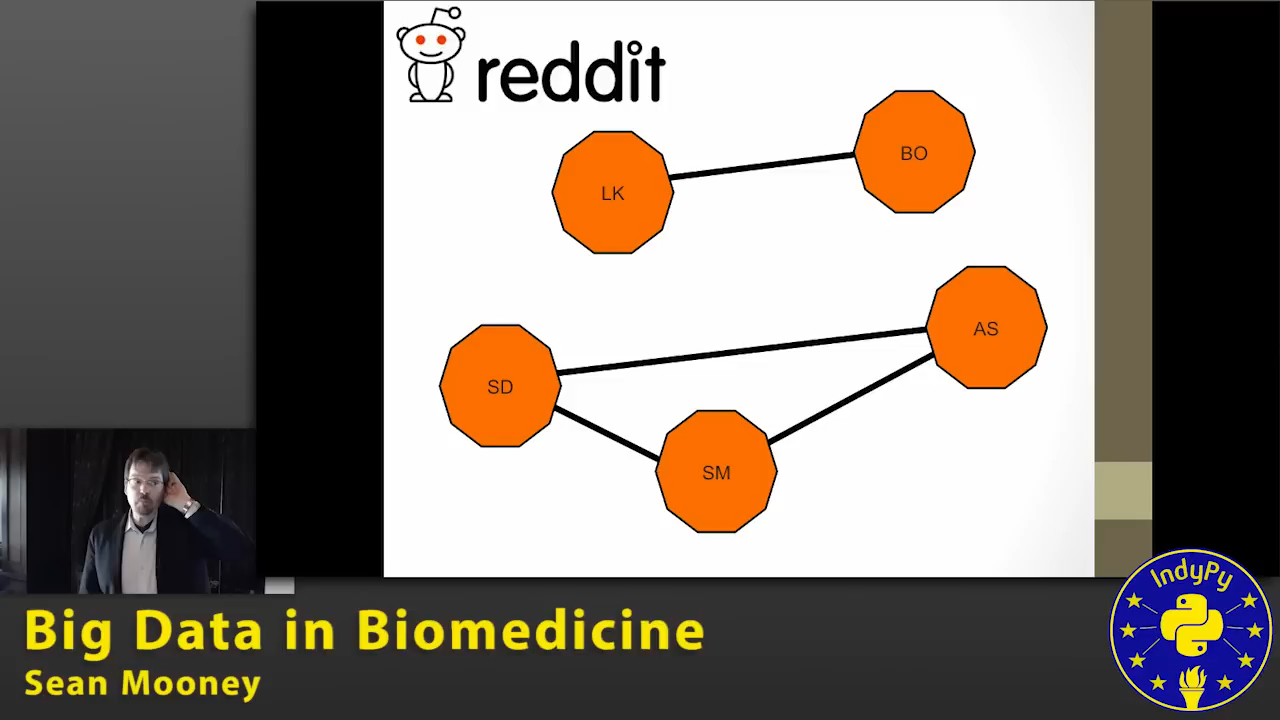 reddit
LK
BO
AS
SD
SM
Big Data in Biomedicine
Sean Mooney
IndyPy